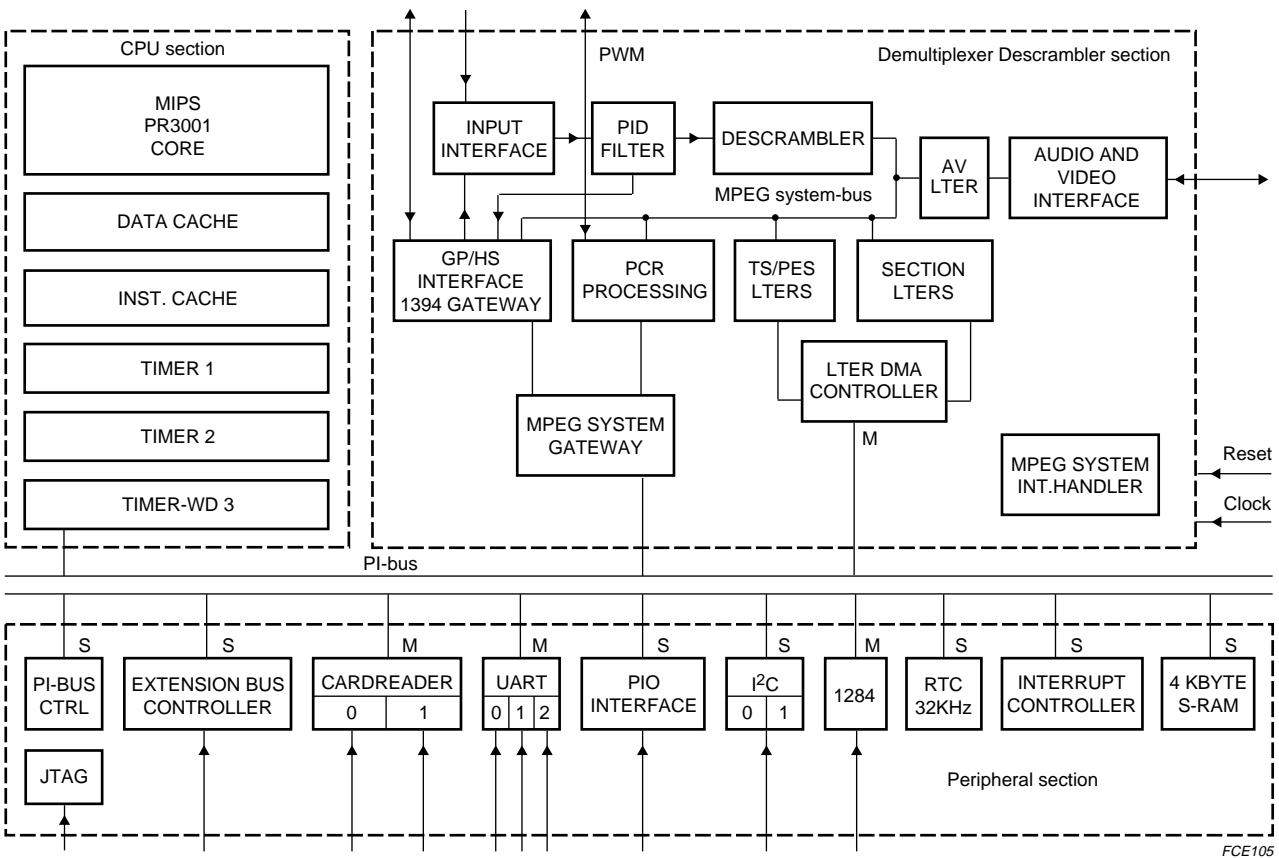 CPU section
MIPS
PR3001
CORE
DATA CACHE
INST. CACHE
TIMER 1
TIMER 2
TIMER-WD 3
PWM
Demultiplexer Descrambler section
INPUT
INTERFACE
PID
FILTER
DESCRAMBLER
AV
LTER
AUDIO AND
VIDEO
INTERFACE
MPEG system-bus
GP/HS
INTERFACE
1394 GATEWAY
PCR
PROCESSING
TS/PES
LTERS
SECTION
LTERS
LTER DMA
CONTROLLER
M
MPEG SYSTEM
GATEWAY
MPEG SYSTEM
INT.HANDLER
Reset
Clock
PI-bus
S
S
M
M
S
S
M
S
S
S
PI-BUS
CTRL
EXTENSION BUS
CONTROLLER
CARDREADER
0 1
UART
0 1 2
PIO
INTERFACE
I²C
0 1
1284
RTC
32KHz
INTERRUPT
CONTROLLER
4 KBYTE
S-RAM
JTAG
Peripheral section
FCE105